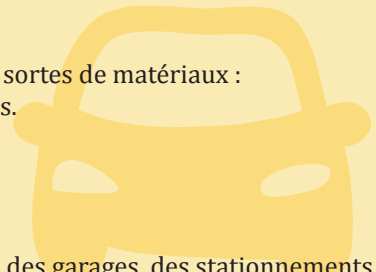 sortes de matériaux :
s.
des garages, des stationnements